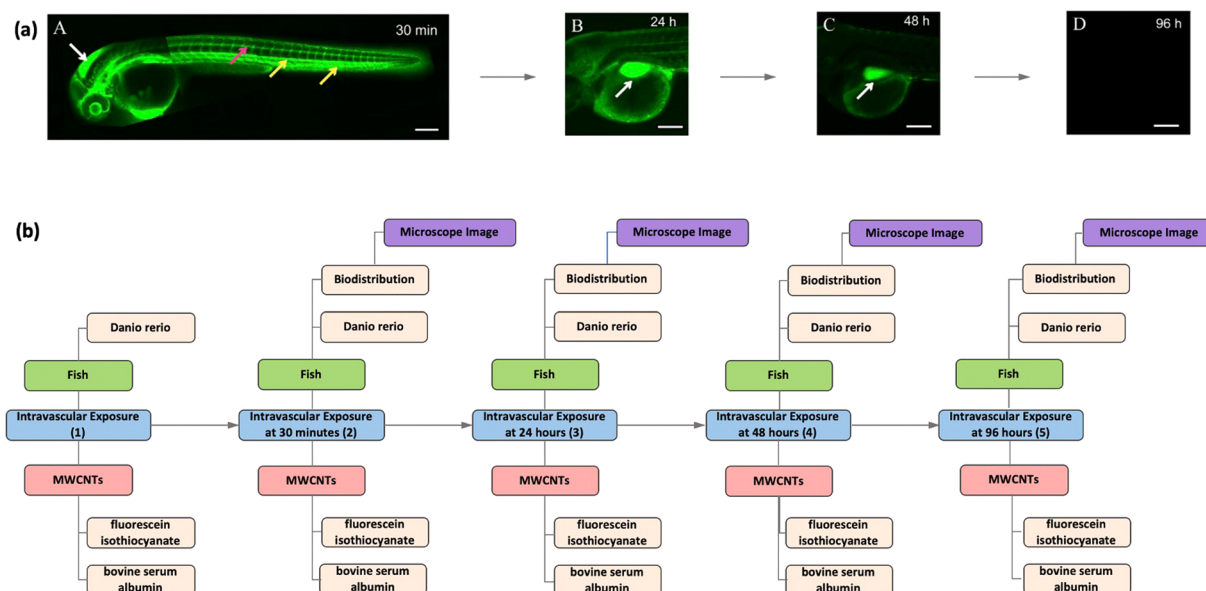 (a)
A
30 min
B
24 h
C
48 h
D
96 h
(b)
Microscope Image
Microscope Image
Microscope Image
Microscope Image
Biodistribution
Biodistribution
Biodistribution
Biodistribution
Danio rerio
Danio rerio
Danio rerio
Danio rerio
Danio rerio
Fish
Fish
Fish
Fish
Fish
Intravascular Exposure
(1)
Intravascular Exposure
at 30 minutes (2)
Intravascular Exposure
at 24 hours (3)
Intravascular Exposure
at 48 hours (4)
Intravascular Exposure
at 96 hours (5)
MWCNTs
MWCNTs
MWCNTs
MWCNTs
MWCNTs
fluorescein
isothiocyanate
fluorescein
isothiocyanate
fluorescein
isothiocyanate
fluorescein
isothiocyanate
fluorescein
isothiocyanate
bovine serum
albumin
bovine serum
albumin
bovine serum
albumin
bovine serum
albumin
bovine serum
albumin